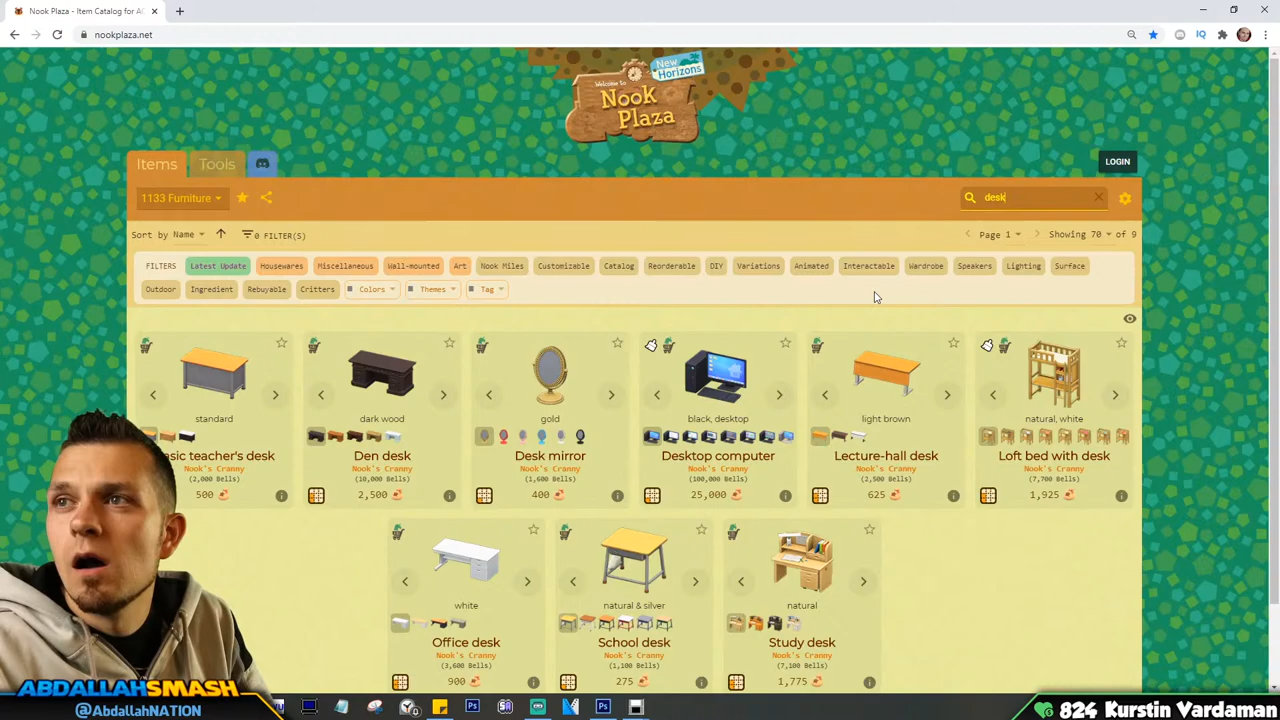 Nook Plaza - Item Catalog for AC
nookplaza.net
Welcome to
New Horizons
Nook
Plaza
Items
Tools
LOGIN
1133 Furniture
desk
Sort by Name
0 FILTER(S)
Page 1
Showing 70 of 9
FILTERS Latest Update Housewares Miscellaneous Wall-mounted Art Nook Miles Customizable Catalog Reorderable DIY Variations Animated Interactable Wardrobe Speakers Lighting Surface
Outdoor Ingredient Rebuyable Critters Colors Themes Tag
standard
dark wood
gold
black, desktop
light brown
natural, white
asic teacher's desk
Den desk
Desk mirror
Desktop computer
Lecture-hall desk
Loft bed with desk
Nook's Cranny
Nook's Cranny
Nook's Cranny
Nook's Cranny
Nook's Cranny
Nook's Cranny
(2,000 Bells)
(10,000 Bells)
(1,600 Bells)
(100,000 Bells)
(2,500 Bells)
(7,700 Bells)
500
2,500
400
25,000
625
1,925
white
natural & silver
natural
Office desk
School desk
Study desk
Nook's Cranny
Nook's Cranny
Nook's Cranny
(3,600 Bells)
(1,100 Bells)
(7,100 Bells)
900
275
1,775
ABDALLAHSMASH
@AbdallahNATION
824 Kurstin Vardaman